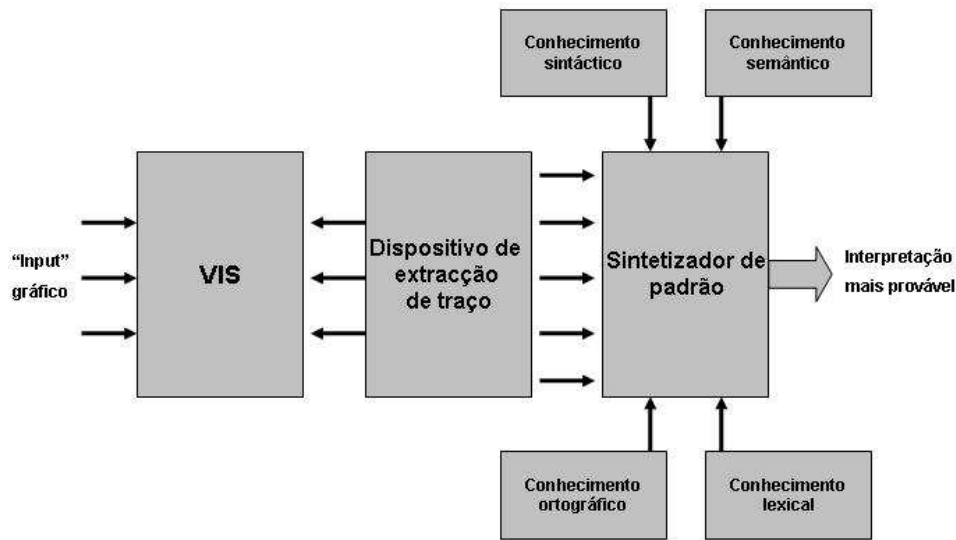 Conhecimento
sintáctico
Conhecimento
semântico
“Input”
gráfico
VIS
Dispositivo de
extracção
de traço
Sintetizador de
padrão
Interpretação
mais provável
Conhecimento
ortográfico
Conhecimento
lexical